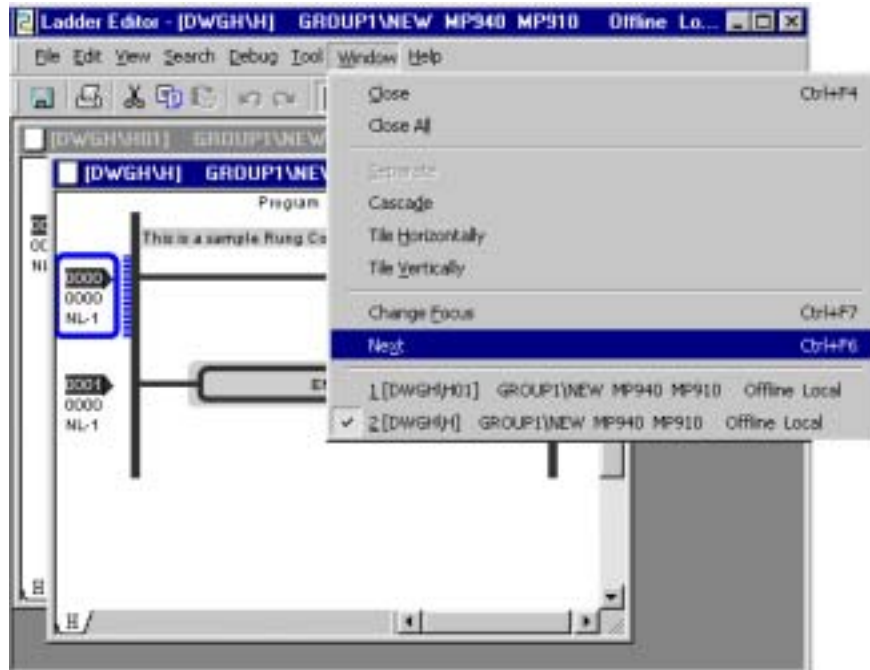 Ladder Editor - [DWGH\H] GROUP1\NEW MP940 MP910 Offline Lo...
File Edit View Search Debug Tool Window Help
Close Ctrl+F4
Close All
Separate
Cascade
Tile Horizontally
Tile Vertically
Change Focus Ctrl+F7
Next Ctrl+F6
1 [DWGH\H01] GROUP1\NEW MP940 MP910 Offline Local
2 [DWGH\H] GROUP1\NEW MP940 MP910 Offline Local
[DWGH\H01] GROUP1\NEW
[DWGH\H] GROUP1\NEW
Program
This is a sample Rung Co
0000
0000
NL-1
0001
0000
NL-1
H
H